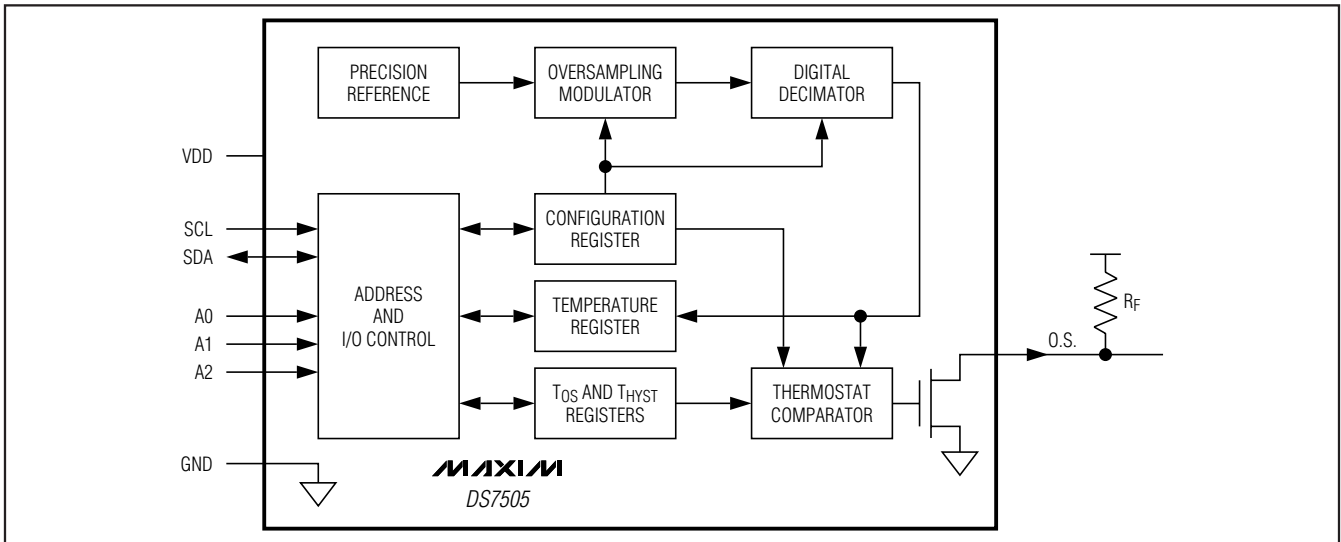 PRECISION
REFERENCE
OVERSAMPLING
MODULATOR
DIGITAL
DECIMATOR
VDD
SCL
SDA
A0
A1
A2
GND
ADDRESS
AND
I/O CONTROL
CONFIGURATION
REGISTER
TEMPERATURE
REGISTER
TOS AND THYST
REGISTERS
THERMOSTAT
COMPARATOR
O.S.
RF
MAXIM
DS7505